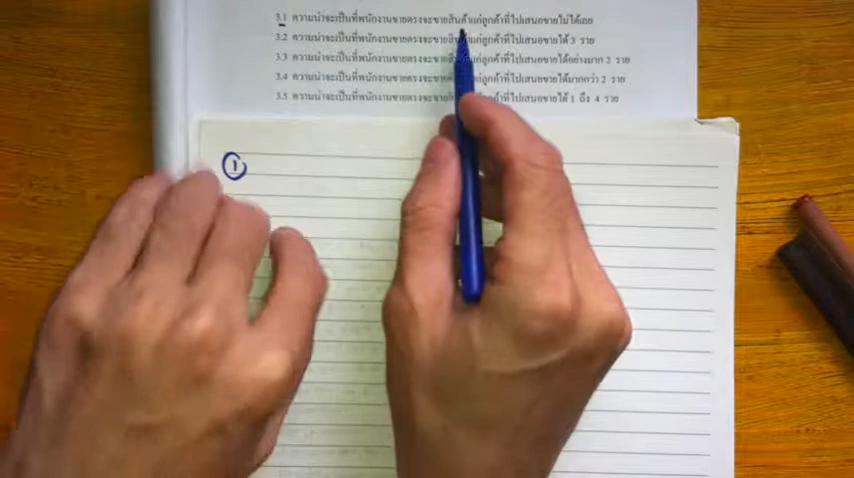 3.1 ความน่าจะเป็นที่พนักงานขายตรงจะขายสินค้าแก่ลูกค้าที่ไปเสนอขายไม่ได้เลย
3.2 ความน่าจะเป็นที่พนักงานขายตรงจะขายสินค้าแก่ลูกค้าที่ไปเสนอขายได้ 3 ราย
3.3 ความน่าจะเป็นที่พนักงานขายตรงจะขาย แก่ลูกค้าที่ไปเสนอขายได้อย่างมาก 2 ราย
3.4 ความน่าจะเป็นที่พนักงานขายตรงจะขาย แก่ลูกค้าที่ไปเสนอขายได้มากกว่า 2 ราย
3.5 ความน่าจะเป็นที่พนักงานขายตรงจะขาย ลูกค้าที่ไปเสนอขายได้ 1 ถึง 4 ราย
1